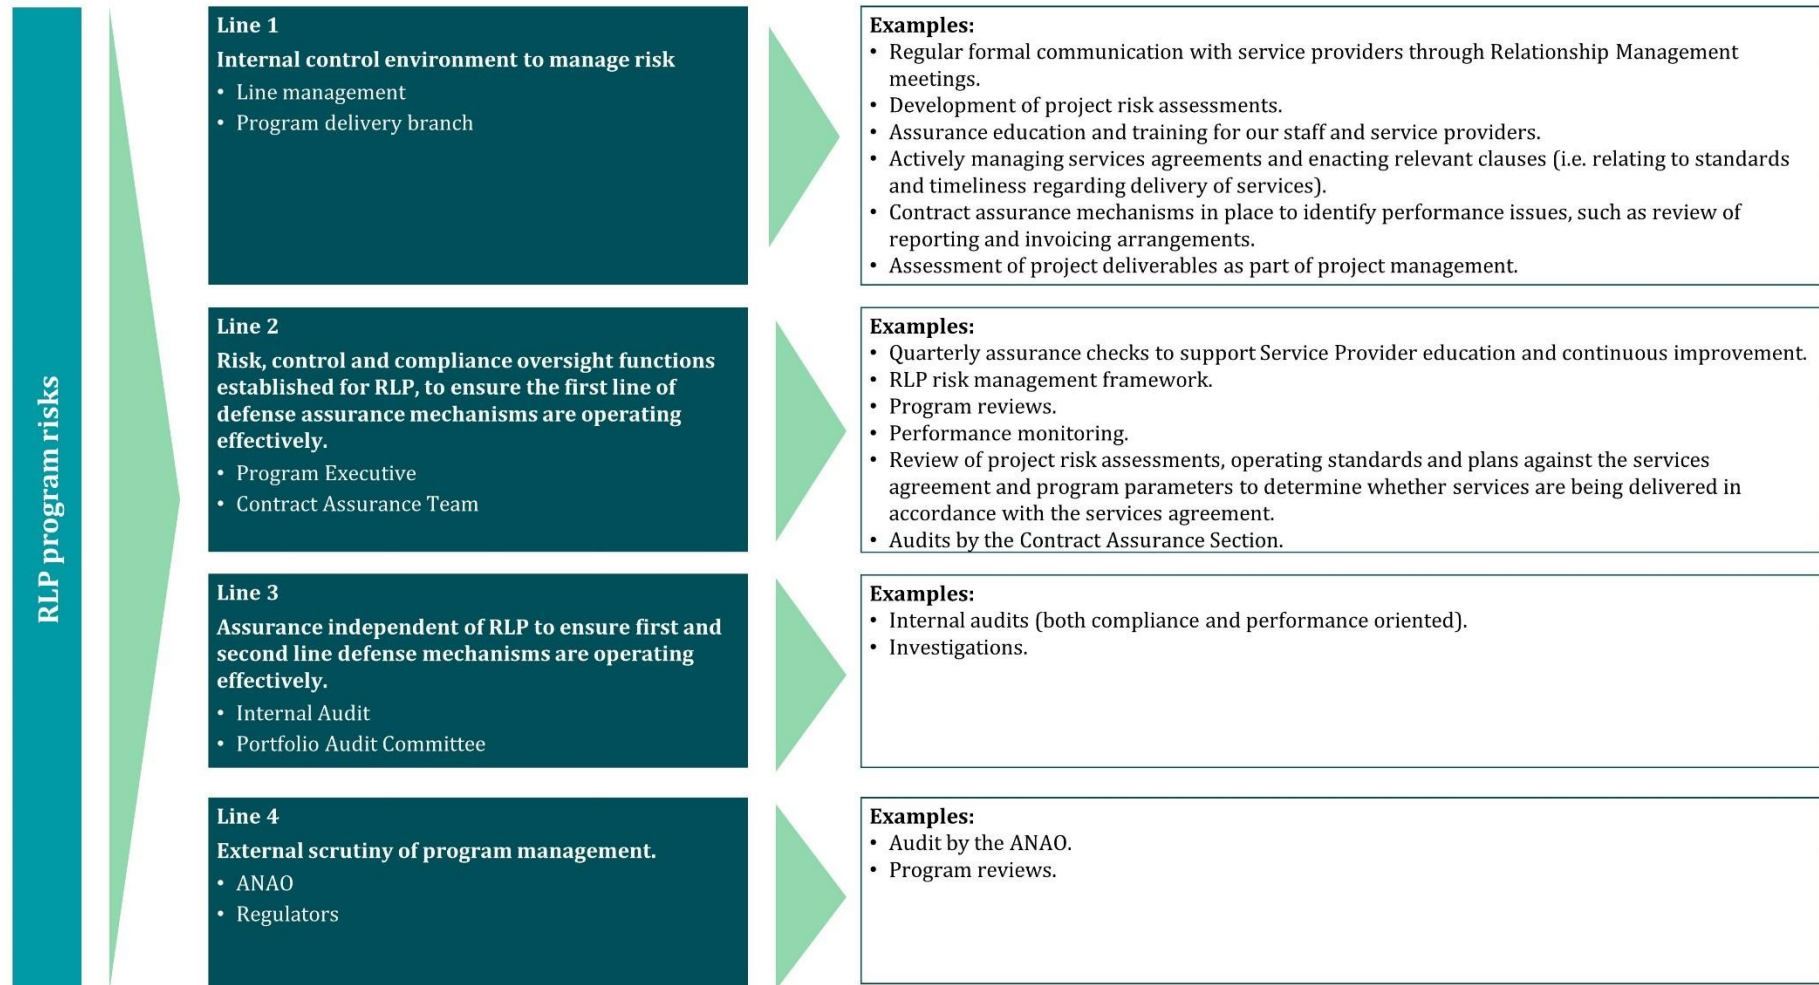 RLP program risks
Line 1
Internal control environment to manage risk
• Line management
• Program delivery branch
Examples:
• Regular formal communication with service providers through Relationship Management
meetings.
• Development of project risk assessments.
• Assurance education and training for our staff and service providers.
• Actively managing services agreements and enacting relevant clauses (i.e. relating to standards
and timeliness regarding delivery of services).
• Contract assurance mechanisms in place to identify performance issues, such as review of
reporting and invoicing arrangements.
• Assessment of project deliverables as part of project management.
Line 2
Risk, control and compliance oversight functions
established for RLP, to ensure the first line of
defense assurance mechanisms are operating
effectively.
• Program Executive
• Contract Assurance Team
Examples:
• Quarterly assurance checks to support Service Provider education and continuous improvement.
• RLP risk management framework.
• Program reviews.
• Performance monitoring.
• Review of project risk assessments, operating standards and plans against the services
agreement and program parameters to determine whether services are being delivered in
accordance with the services agreement.
• Audits by the Contract Assurance Section.
Line 3
Assurance independent of RLP to ensure first and
second line defense mechanisms are operating
effectively.
• Internal Audit
• Portfolio Audit Committee
Examples:
• Internal audits (both compliance and performance oriented).
• Investigations.
Line 4
External scrutiny of program management.
• ANAO
• Regulators
Examples:
• Audit by the ANAO.
• Program reviews.